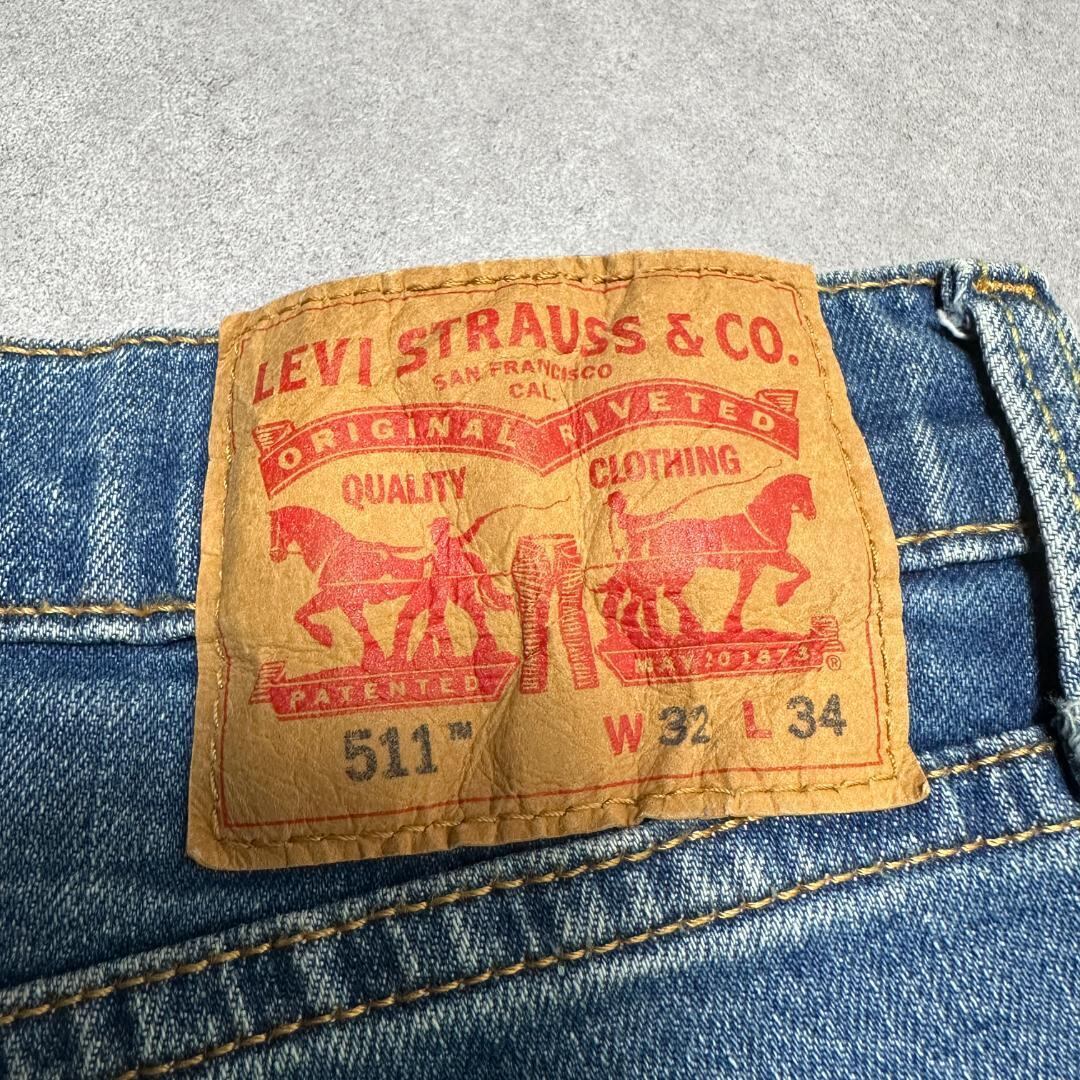 LEVI STRAUSS & CO.
SAN FRANCISCO
CAL.
ORIGINAL RIVETED
QUALITY CLOTHING
PATENTED MAY 20 1873 ®
511™ W 32 L 34